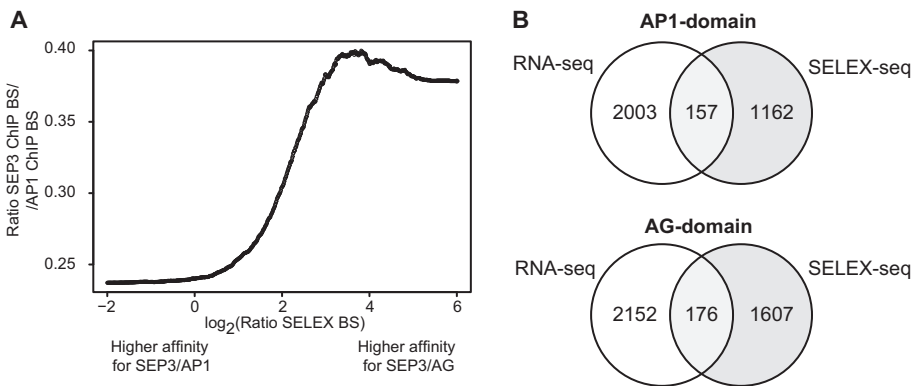 A
Ratio SEP3 ChIP BS/
/AP1 ChIP BS
0.40
0.35
0.30
0.25
−2
0
2
4
6
log2(Ratio SELEX BS)
Higher affinity
for SEP3/AP1
Higher affinity
for SEP3/AG
B
AP1-domain
RNA-seq
SELEX-seq
2003
157
1162
AG-domain
RNA-seq
SELEX-seq
2152
176
1607